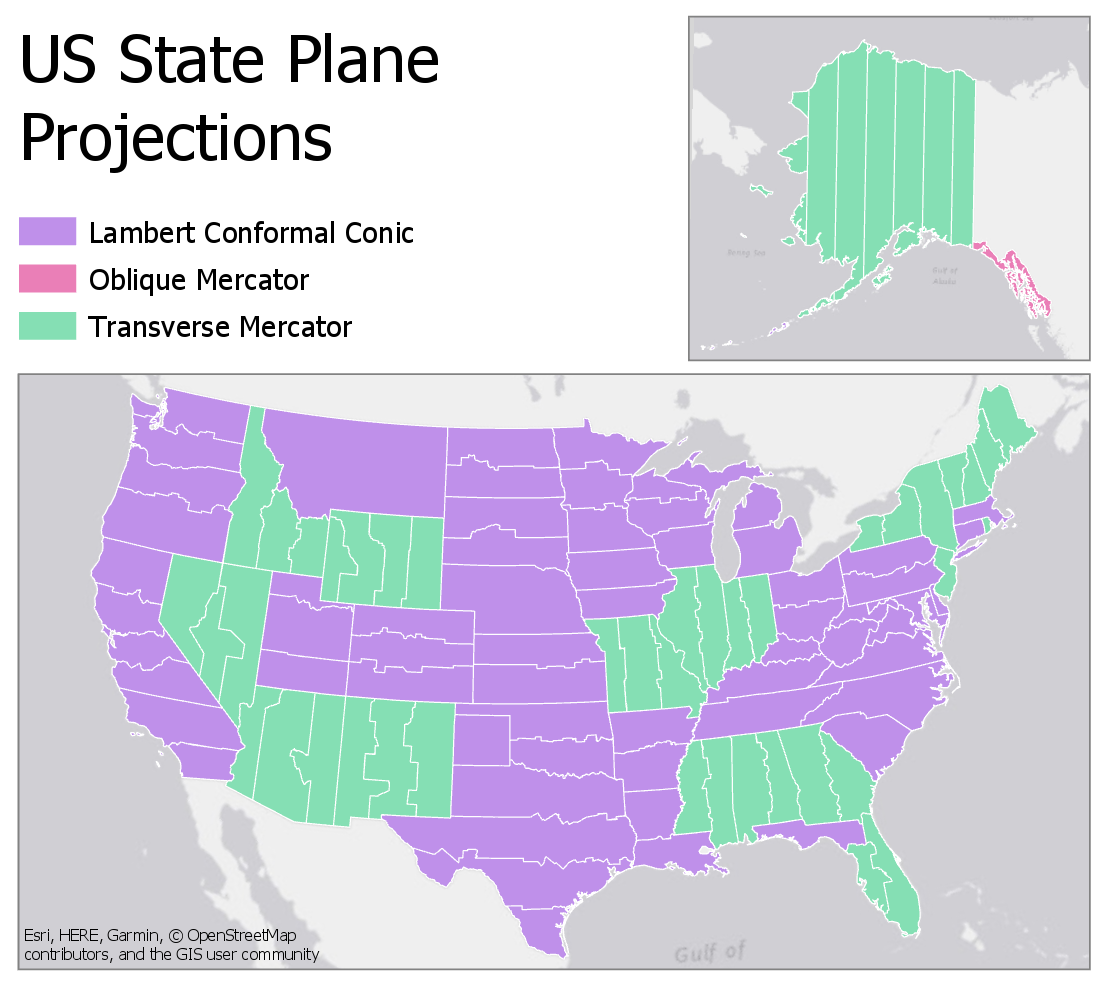 US State Plane
Projections
Lambert Conformal Conic
Oblique Mercator
Transverse Mercator
Bering Sea
Gulf of
Alaska
Gulf of
Esri, HERE, Garmin, © OpenStreetMap
contributors, and the GIS user community